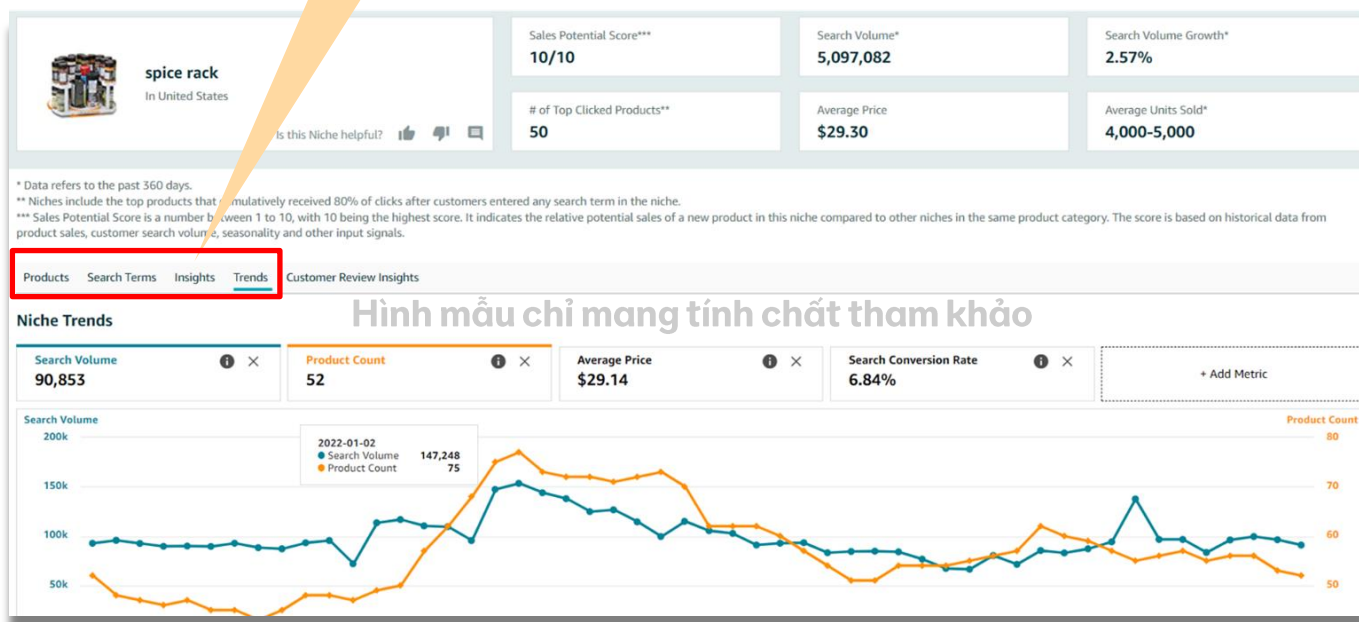 spice rack
In United States
Is this Niche helpful?
Sales Potential Score***
10/10
Search Volume*
5,097,082
Search Volume Growth*
2.57%
# of Top Clicked Products**
50
Average Price
$29.30
Average Units Sold*
4,000-5,000
* Data refers to the past 360 days.
** Niches include the top products that cumulatively received 80% of clicks after customers entered any search term in the niche.
*** Sales Potential Score is a number between 1 to 10, with 10 being the highest score. It indicates the relative potential sales of a new product in this niche compared to other niches in the same product category. The score is based on historical data from
product sales, customer search volume, seasonality and other input signals.
Products Search Terms Insights Trends Customer Review Insights
Hình mẫu chỉ mang tính chất tham khảo
Niche Trends
Search Volume
90,853
Product Count
52
Average Price
$29.14
Search Conversion Rate
6.84%
+ Add Metric
Search Volume
Product Count
200k
150k
100k
50k
2022-01-02
Search Volume 147,248
Product Count 75
80
70
60
50